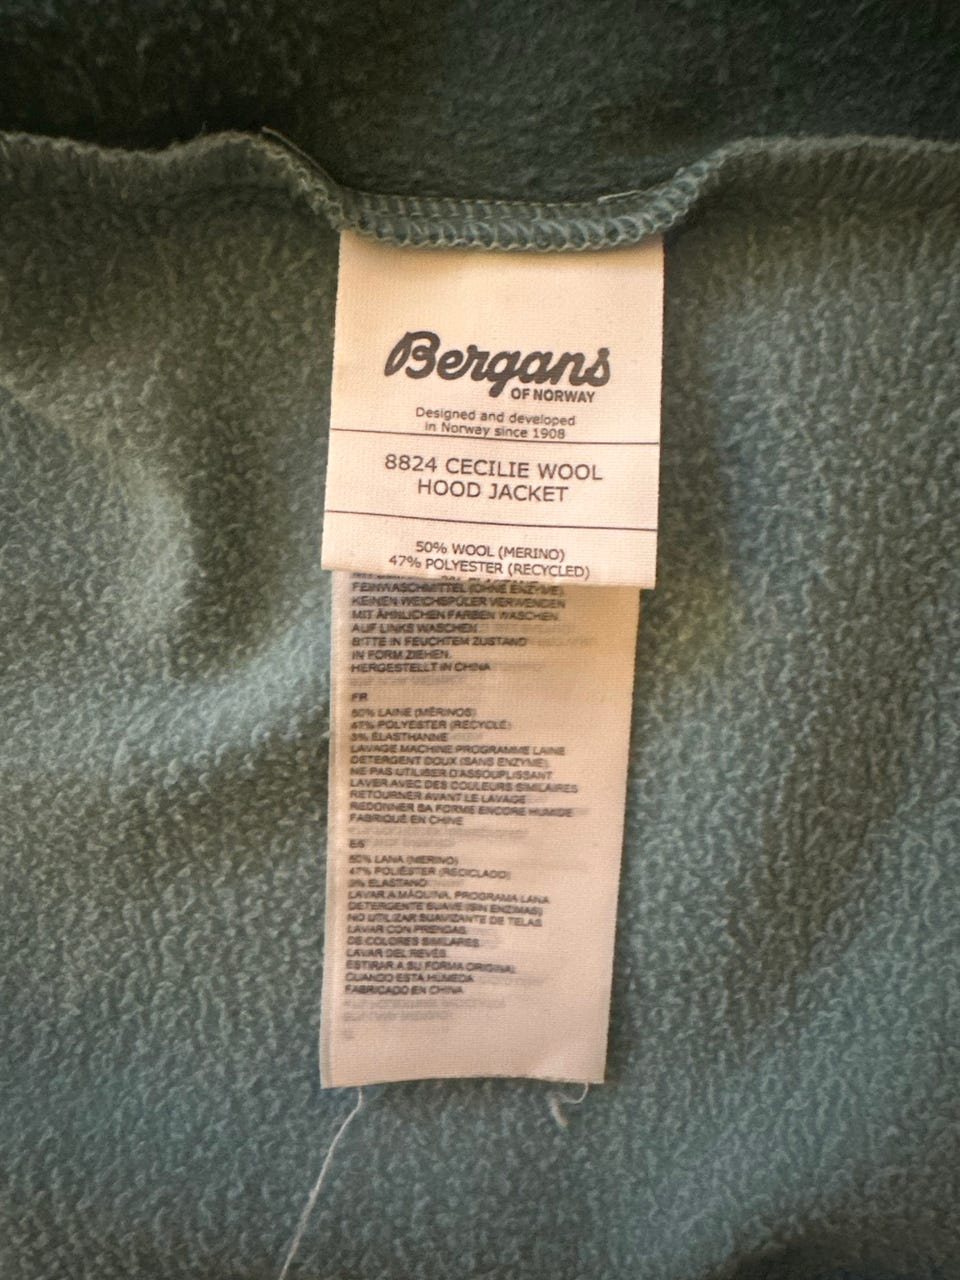 Bergans
OF NORWAY
Designed and developed
in Norway since 1908
8824 CECILIE WOOL
HOOD JACKET
50% WOOL (MERINO)
47% POLYESTER (RECYCLED)
FEINWASCHMITTEL (OHNE ENZYME).
KEINEN WEICHSPÜLER VERWENDEN
MIT ÄHNLICHEN FARBEN WASCHEN.
AUF LINKS WASCHEN.
BITTE IN FEUCHTEM ZUSTAND
IN FORM ZIEHEN.
HERGESTELLT IN CHINA
FR
50% LAINE (MÉRINOS)
47% POLYESTER (RECYCLÉ)
3% ÉLASTHANNE
LAVAGE MACHINE PROGRAMME LAINE
DETERGENT DOUX (SANS ENZYME).
NE PAS UTILISER D'ASSOUPLISSANT
LAVER AVEC DES COULEURS SIMILAIRES
RETOURNER AVANT LE LAVAGE
REDONNER SA FORME ENCORE HUMIDE
FABRIQUÉ EN CHINE
ES
50% LANA (MERINO)
47% POLIÉSTER (RECICLADO)
3% ELASTANO
LAVAR A MÁQUINA, PROGRAMA LANA
DETERGENTE SUAVE (SIN ENZIMAS)
NO UTILIZAR SUAVIZANTE DE TELAS
LAVAR CON PRENDAS
DE COLORES SIMILARES
LAVAR DEL REVÉS.
ESTIRAR A SU FORMA ORIGINAL
CUANDO ESTA HUMEDA
FABRICADO EN CHINA